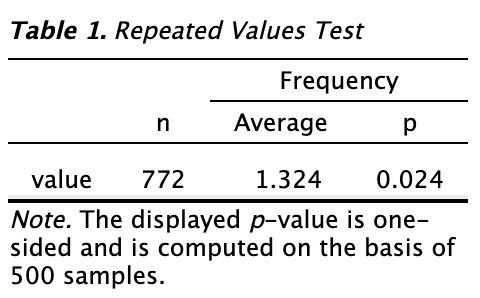 Table 1. Repeated Values Test
Frequency
n Average p
value 772 1.324 0.024
Note. The displayed p-value is one-
sided and is computed on the basis of
500 samples.